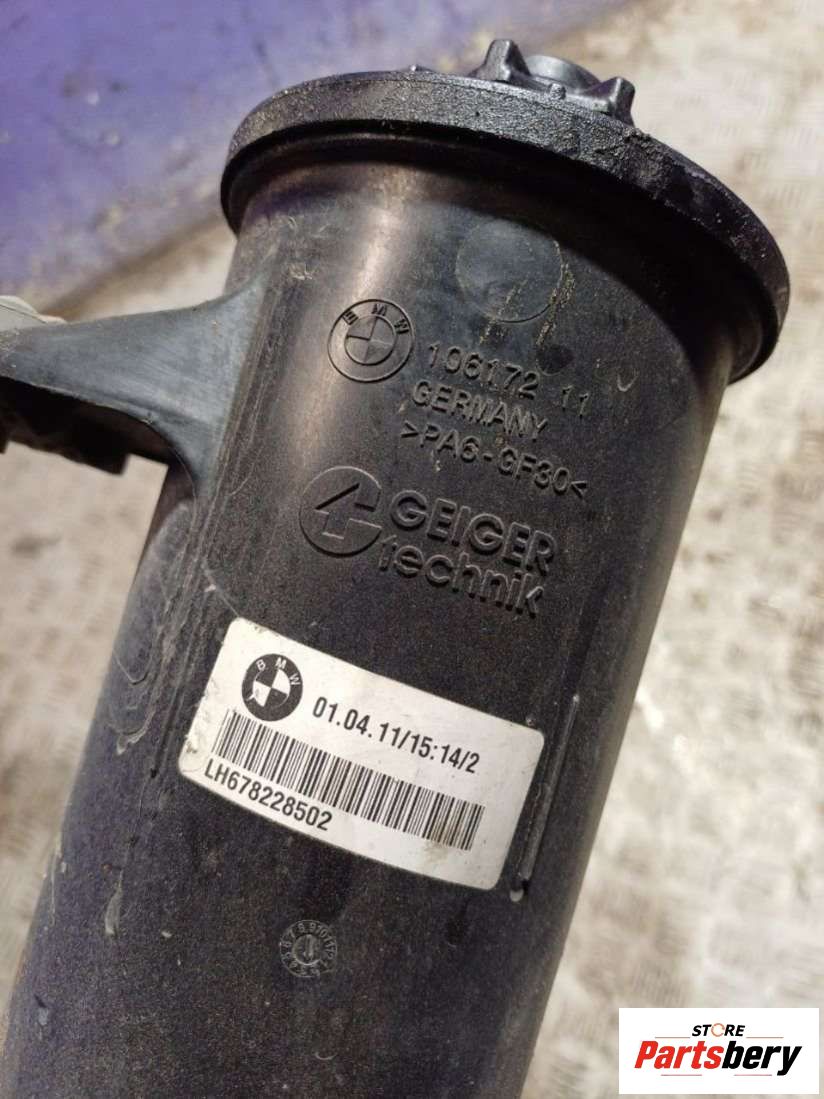 BMW
106172 11
GERMANY
>PA6-GF30<
GEIGER
technik
BMW
01.04.11/15:14/2
LH678228502
STORE
Partsbery